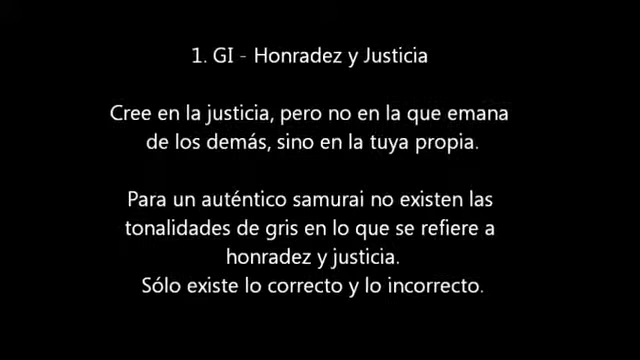 1. GI - Honradez y Justicia
Cree en la justicia, pero no en la que emana
de los demás, sino en la tuya propia.
Para un auténtico samurai no existen las
tonalidades de gris en lo que se refiere a
honradez y justicia.
Sólo existe lo correcto y lo incorrecto.